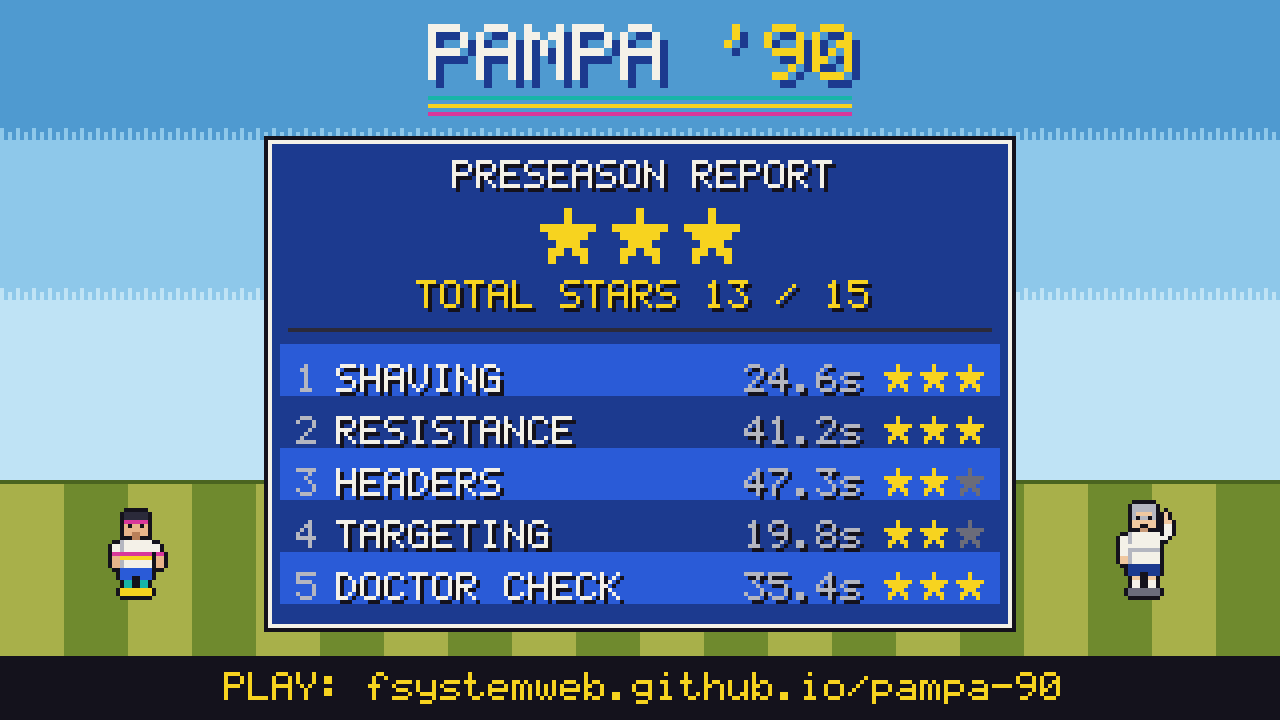 PAMPA '90
PRESEASON REPORT
TOTAL STARS 13 / 15
1 SHAVING 24.6s
2 RESISTANCE 41.2s
3 HEADERS 47.3s
4 TARGETING 19.8s
5 DOCTOR CHECK 35.4s
PLAY: fsystemweb.github.io/pampa-90